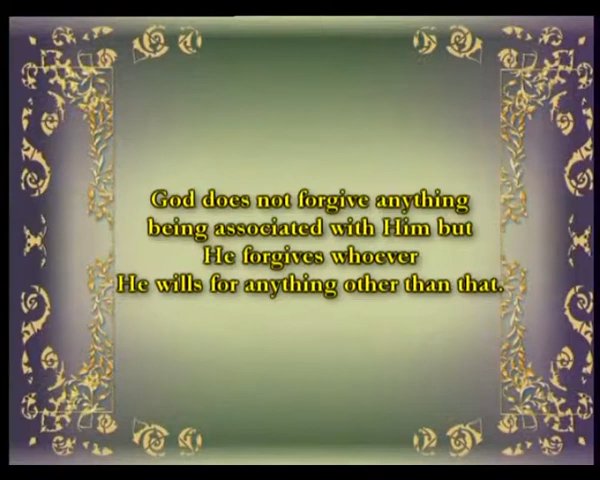 God does not forgive anything
being associated with Him but
He forgives whoever
He wills for anything other than that.